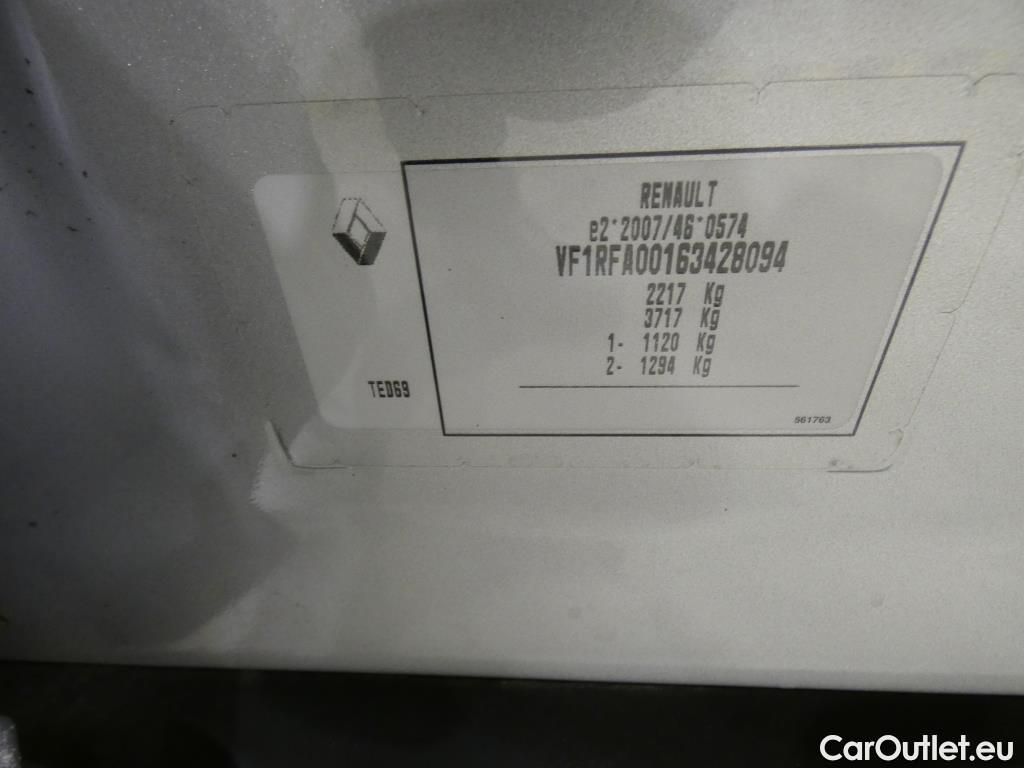 RENAULT
e2*2007/46*0574
VF1RFA00163428094
2217 Kg
3717 Kg
1- 1120 Kg
2- 1294 Kg
TED69
561763
CarOutlet.eu